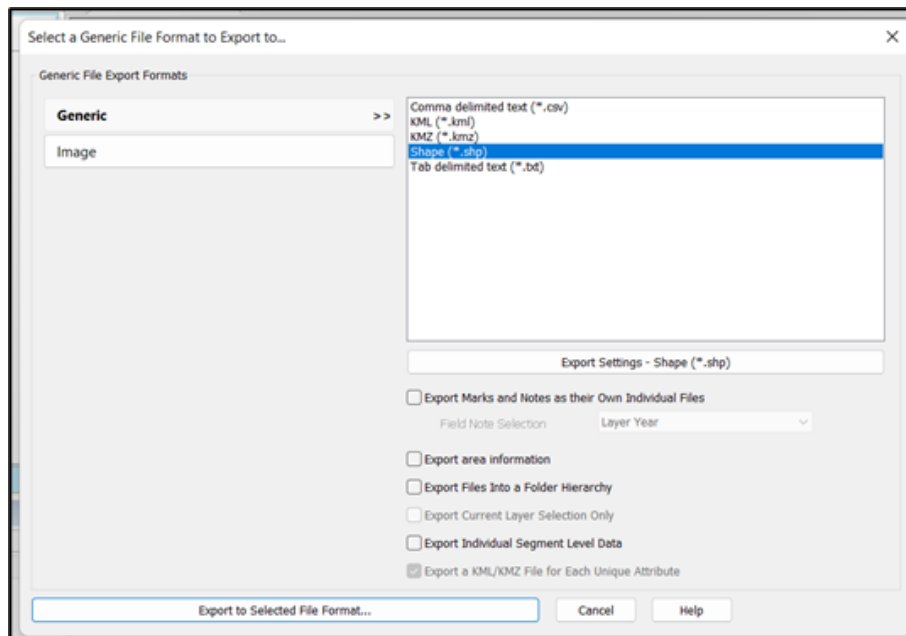 Select a Generic File Format to Export to...
Generic File Export Formats
Generic >>
Image
Comma delimited text (*.csv)
KML (*.kml)
KMZ (*.kmz)
Shape (*.shp)
Tab delimited text (*.txt)
Export Settings - Shape (*.shp)
Export Marks and Notes as their Own Individual Files
Field Note Selection Layer Year
Export area information
Export Files Into a Folder Hierarchy
Export Current Layer Selection Only
Export Individual Segment Level Data
Export a KML/KMZ File for Each Unique Attribute
Export to Selected File Format... Cancel Help